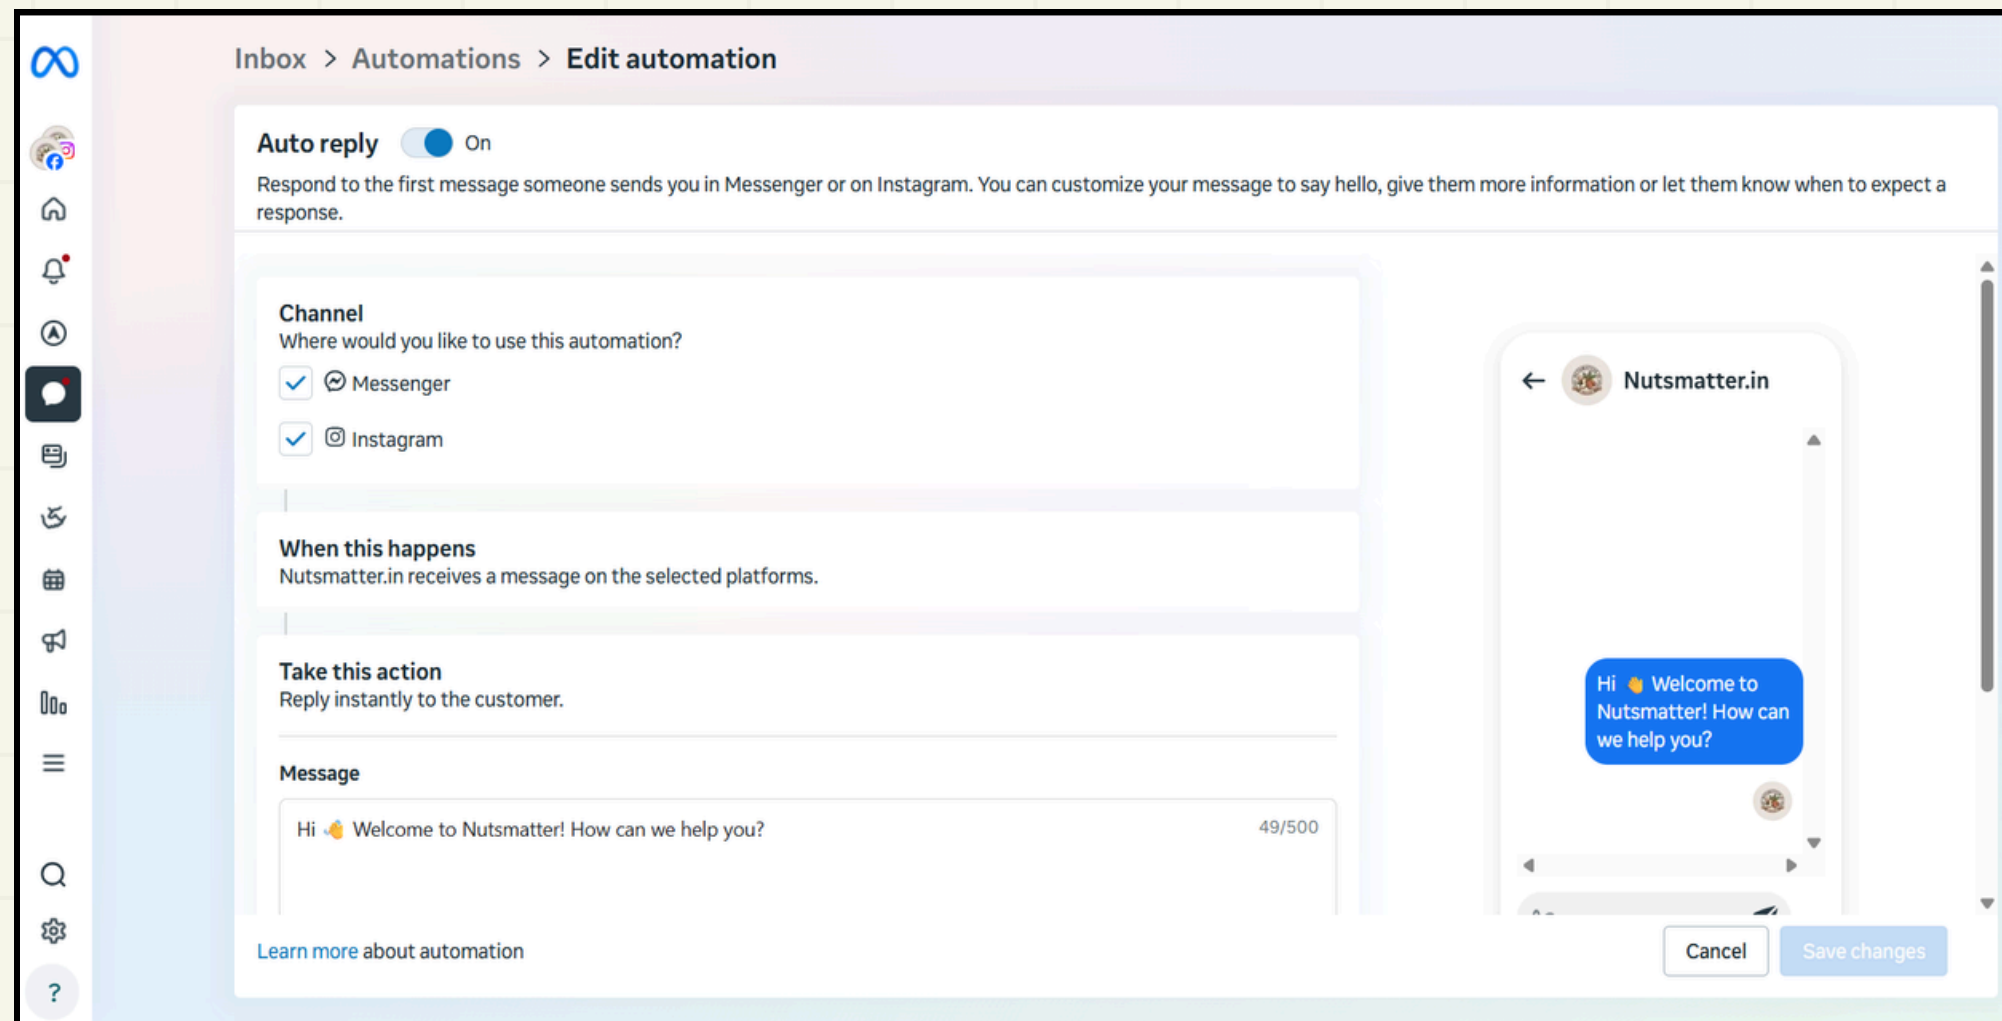 Inbox > Automations > Edit automation
Auto reply On
Respond to the first message someone sends you in Messenger or on Instagram. You can customize your message to say hello, give them more information or let them know when to expect a
response.
Channel
Where would you like to use this automation?
Messenger
Instagram
When this happens
Nutsmatter.in receives a message on the selected platforms.
Take this action
Reply instantly to the customer.
Message
Hi 👋 Welcome to Nutsmatter! How can we help you?
49/500
Nutsmatter.in
Hi 👋 Welcome to
Nutsmatter! How can
we help you?
Learn more about automation
Cancel
Save changes
?